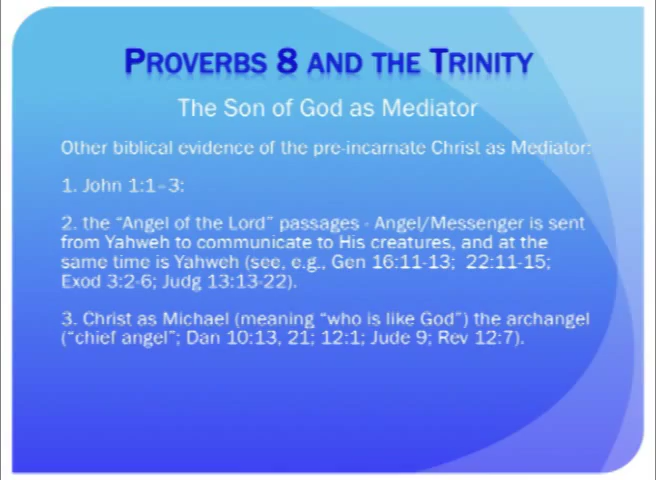 PROVERBS 8 AND THE TRINITY
The Son of God as Mediator
Other biblical evidence of the pre-incarnate Christ as Mediator:
1. John 1:1-3:
2. the “Angel of the Lord” passages - Angel/Messenger is sent
from Yahweh to communicate to His creatures, and at the
same time is Yahweh (see, e.g., Gen 16:11-13; 22:11-15;
Exod 3:2-6; Judg 13:13-22).
3. Christ as Michael (meaning “who is like God”) the archangel
(“chief angel”; Dan 10:13, 21; 12:1; Jude 9; Rev 12:7).